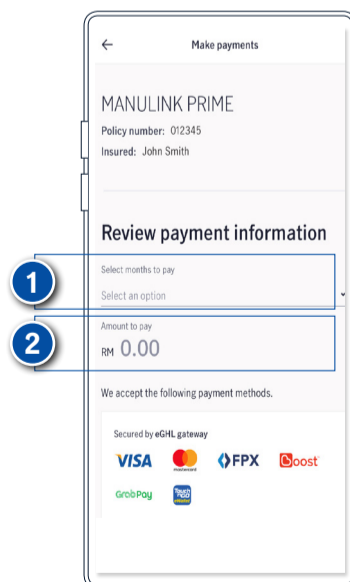 Make payments
MANULINK PRIME
Policy number: 012345
Insured: John Smith
Review payment information
1
Select months to pay
Select an option
2
Amount to pay
RM 0.00
We accept the following payment methods.
Secured by eGHL gateway
VISA mastercard FPX Boost
GrabPay Touch 'n GO eWallet